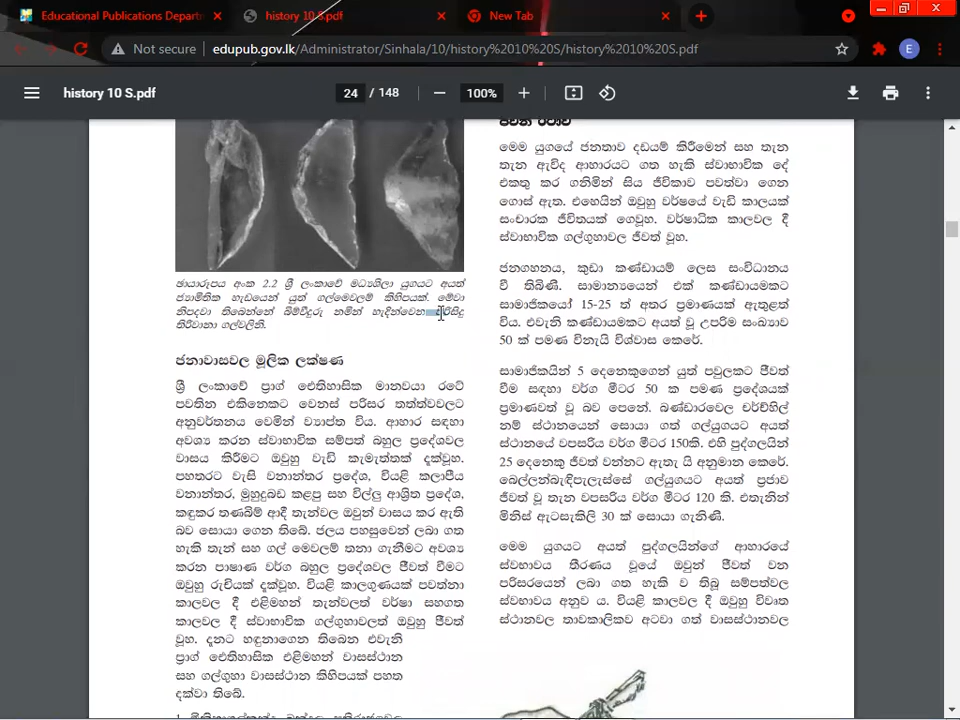 Educational Publications Depart
history 10 S.pdf
New Tab
Not secure
edupub.gov.lk/Administrator/Sinhala/10/history%2010%20S/history%2010%20S.pdf
E
history 10 S.pdf
24 / 148
100%
ඡායාරූපය අංක 2.2 ශ්‍රී ලංකාවේ මධ්‍යශිලා යුගයට අයත්
ජ්‍යාමිතික හැඩයෙන් යුත් ගල්මෙවලම් කිහිපයක්. මේවා
නිපදවා තිබෙන්නේ බිම්විදුරු නමින් හැඳින්වෙන පිරිසිදු
තිරිවානා ගල්වලිනි.
ජනාවාසවල මූලික ලක්ෂණ
ශ්‍රී ලංකාවේ ප්‍රාග් ඓතිහාසික මානවයා රටේ
පවතින එකිනෙකට වෙනස් පරිසර තත්ත්වවලට
අනුවර්තනය වෙමින් ව්‍යාප්ත විය. ආහාර සඳහා
අවශ්‍ය කරන ස්වාභාවික සම්පත් බහුල ප්‍රදේශවල
වාසය කිරීමට ඔවුහු වැඩි කැමැත්තක් දැක්වූහ.
පහතරට වැසි වනාන්තර ප්‍රදේශ, වියළි කලාපීය
වනාන්තර, මුහුදුබඩ කළපු සහ විල්ලු ආශ්‍රිත ප්‍රදේශ,
කඳුකර තණබිම් ආදී තැන්වල ඔවුන් වාසය කර ඇති
බව සොයා ගෙන තිබේ. ජලය පහසුවෙන් ලබා ගත
හැකි තැන් සහ ගල් මෙවලම් තනා ගැනීමට අවශ්‍ය
කරන පාෂාණ වර්ග බහුල ප්‍රදේශවල ජීවත් වීමට
ඔවුහු රුචියක් දැක්වූහ. වියළි කාලගුණයක් පවත්නා
කාලවල දී එළිමහන් තැන්වලත් වර්ෂා සහගත
කාලවල දී ස්වාභාවික ගල්ගුහාවලත් ඔවුහු ජීවත්
වූහ. දැනට හඳුනාගෙන තිබෙන එවැනි
ප්‍රාග් ඓතිහාසික එළිමහන් වාසස්ථාන
සහ ගල්ගුහා වාසස්ථාන කිහිපයක් පහත
දක්වා තිබේ.
මෙම යුගයේ ජනතාව දඩයම් කිරීමෙන් සහ තැන
තැන ඇවිද ආහාරයට ගත හැකි ස්වාභාවික දේ
එකතු කර ගනිමින් සිය ජීවිකාව පවත්වා ගෙන
ගොස් ඇත. එහෙයින් ඔවුහු වර්ෂයේ වැඩි කාලයක්
සංචාරක ජීවිතයක් ගෙවූහ. වර්ෂාධික කාලවල දී
ස්වාභාවික ගල්ගුහාවල ජීවත් වූහ.
ජනගහනය, කුඩා කණ්ඩායම් ලෙස සංවිධානය
වී තිබිණි. සාමාන්‍යයෙන් එක් කණ්ඩායමකට
සාමාජිකයෝ 15-25 ත් අතර ප්‍රමාණයක් ඇතුළත්
විය. එවැනි කණ්ඩායමකට අයත් වූ උපරිම සංඛ්‍යාව
50 ක් පමණ විනැයි විශ්වාස කෙරේ.
සාමාජිකයින් 5 දෙනෙකුගෙන් යුත් පවුලකට ජීවත්
වීම සඳහා වර්ග මීටර 50 ක පමණ ප්‍රදේශයක්
ප්‍රමාණවත් වූ බව පෙනේ. බණ්ඩාරවෙල චර්ච්හිල්
නම් ස්ථානයෙන් සොයා ගත් ගල්යුගයට අයත්
ස්ථානයේ වපසරිය වර්ග මීටර 150කි. එහි පුද්ගලයින්
25 දෙනෙකු ජීවත් වන්නට ඇතැ යි අනුමාන කෙරේ.
බෙල්ලන්බැඳිපැලැස්සේ ගල්යුගයට අයත් ප්‍රජාව
ජීවත් වූ තැන වපසරිය වර්ග මීටර 120 කි. එතැනින්
මිනිස් ඇටසැකිලි 30 ක් සොයා ගැනිණි.
මෙම යුගයට අයත් පුද්ගලයින්ගේ ආහාරයේ
ස්වභාවය තීරණය වූයේ ඔවුන් ජීවත් වන
පරිසරයෙන් ලබා ගත හැකි ව තිබූ සම්පත්වල
ස්වභාවය අනුව ය. වියළි කාලවල දී ඔවුහු විවෘත
ස්ථානවල තාවකාලිකව අටවා ගත් වාසස්ථානවල